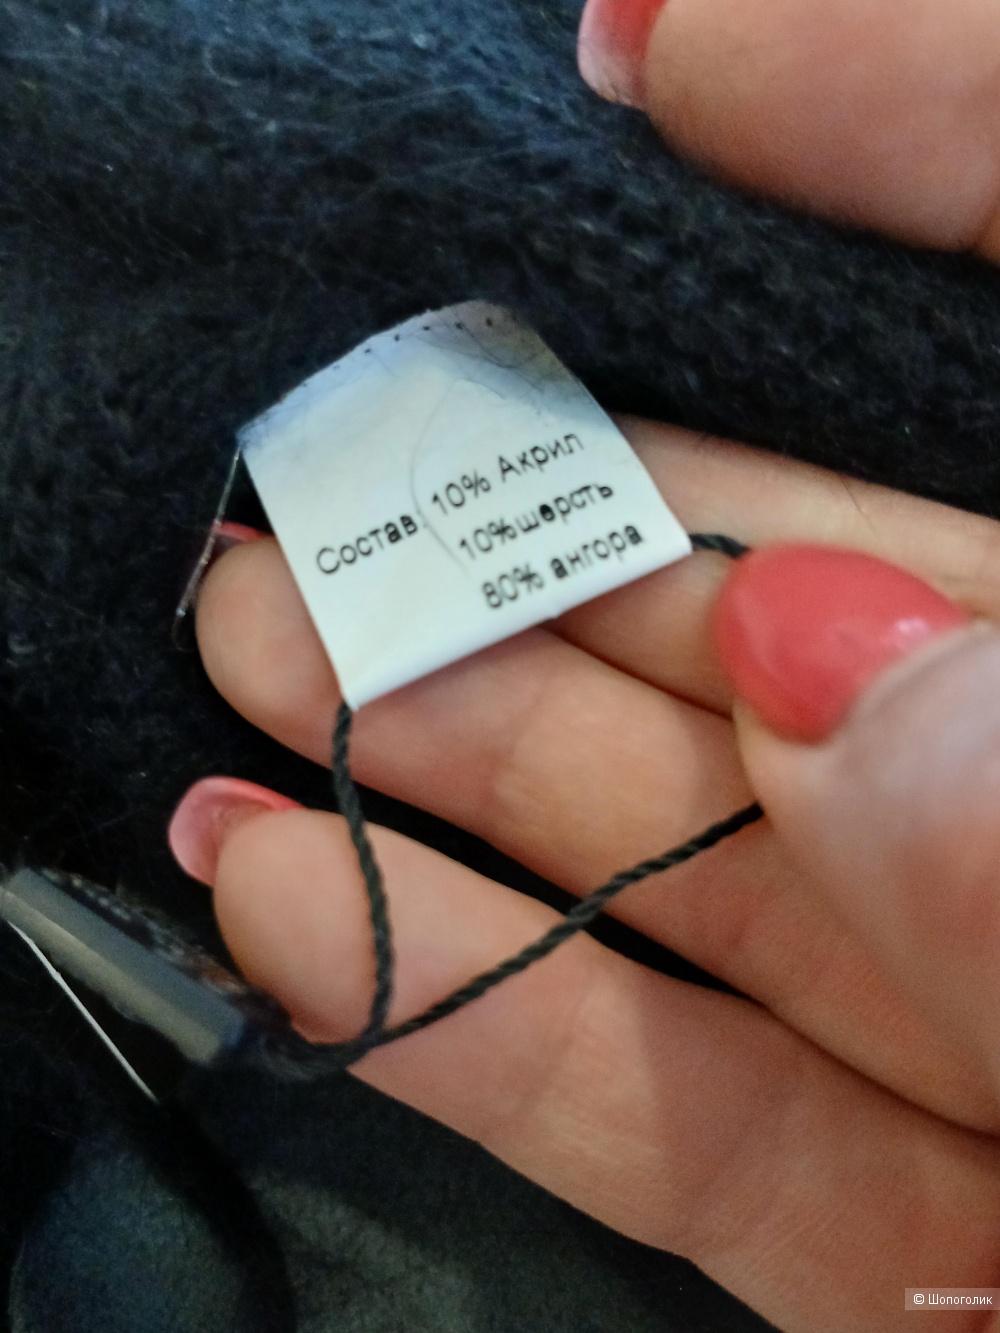 Состав: 10% Акрил
10%шерсть
80% ангора
© Шопоголик